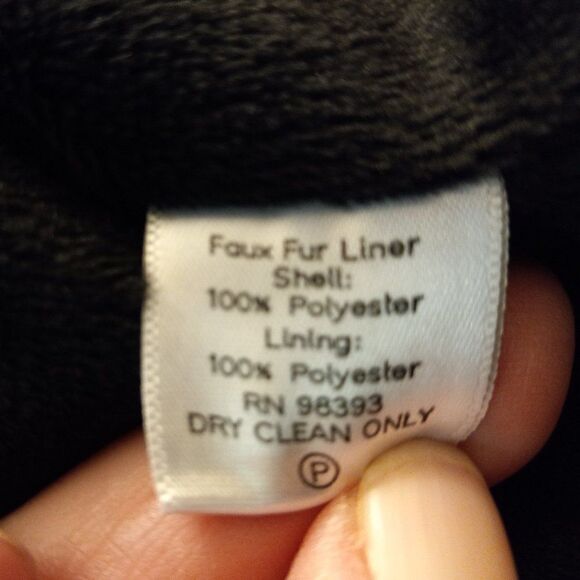 Faux Fur Liner
Shell:
100% Polyester
Lining:
100% Polyester
RN 98393
DRY CLEAN ONLY
P